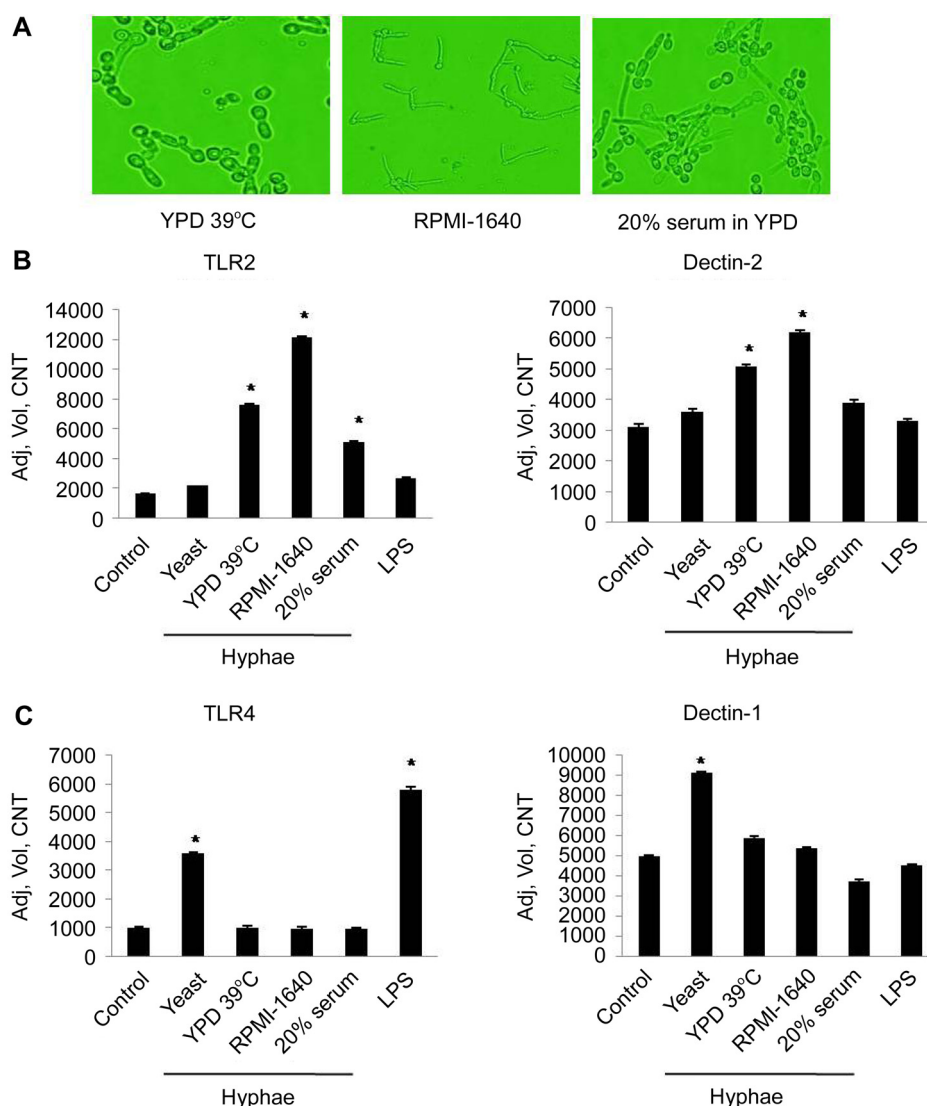 A
YPD 39°C
RPMI-1640
20% serum in YPD
B
TLR2
Adj, Vol, CNT
14000
12000
10000
8000
6000
4000
2000
0
*
*
*
Control
Yeast
YPD 39°C
RPMI-1640
20% serum
LPS
Hyphae
Dectin-2
Adj, Vol, CNT
7000
6000
5000
4000
3000
2000
1000
0
*
*
Control
Yeast
YPD 39°C
RPMI-1640
20% serum
LPS
Hyphae
C
TLR4
Adj, Vol, CNT
7000
6000
5000
4000
3000
2000
1000
0
*
*
Control
Yeast
YPD 39°C
RPMI-1640
20% serum
LPS
Hyphae
Dectin-1
Adj, Vol, CNT
10000
9000
8000
7000
6000
5000
4000
3000
2000
1000
0
*
Control
Yeast
YPD 39°C
RPMI-1640
20% serum
LPS
Hyphae